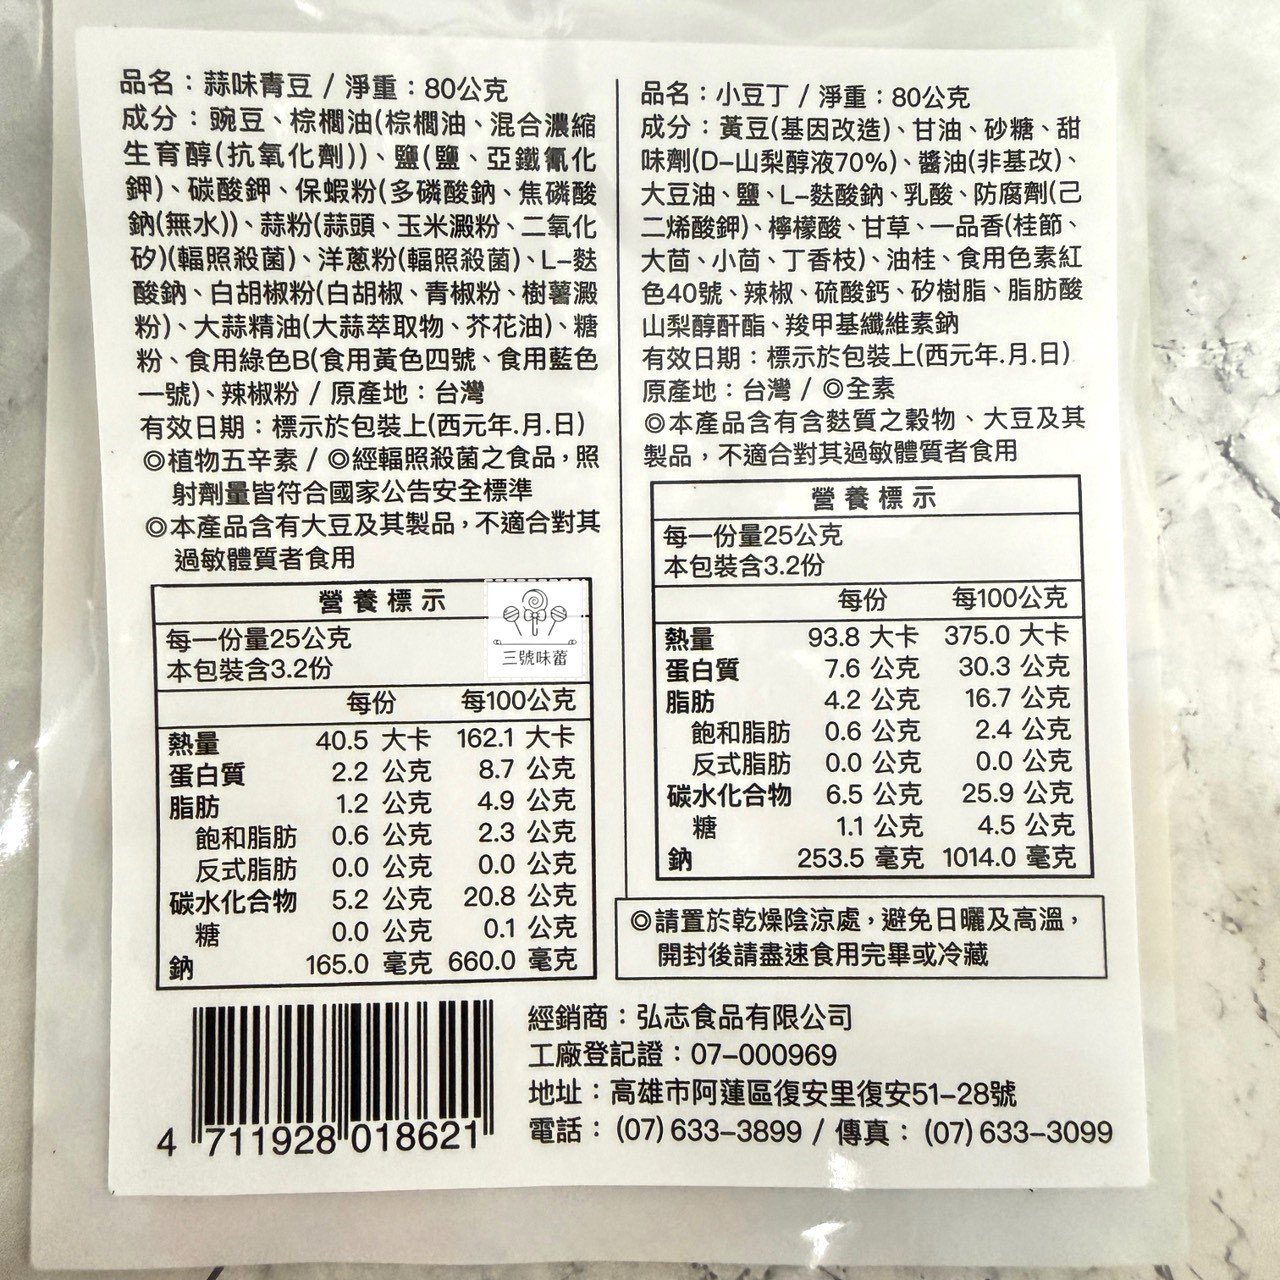 品名：蒜味青豆 / 淨重：80公克
成分：豌豆、棕櫚油(棕櫚油、混合濃縮
生育醇(抗氧化劑))、鹽(鹽、亞鐵氰化
鉀)、碳酸鉀、保蝦粉(多磷酸鈉、焦磷酸
鈉(無水))、蒜粉(蒜頭、玉米澱粉、二氧化
矽)(輻照殺菌)、洋蔥粉(輻照殺菌)、L-麩
酸鈉、白胡椒粉(白胡椒、青椒粉、樹薯澱
粉)、大蒜精油(大蒜萃取物、芥花油)、糖
粉、食用綠色B(食用黃色四號、食用藍色
一號)、辣椒粉 / 原產地：台灣
有效日期：標示於包裝上(西元年.月.日)
◎植物五辛素 / ◎經輻照殺菌之食品，照
射劑量皆符合國家公告安全標準
◎本產品含有大豆及其製品，不適合對其
過敏體質者食用
營養標示
每一份量25公克
本包裝含3.2份
每份 每100公克
熱量 40.5 大卡 162.1 大卡
蛋白質 2.2 公克 8.7 公克
脂肪 1.2 公克 4.9 公克
飽和脂肪 0.6 公克 2.3 公克
反式脂肪 0.0 公克 0.0 公克
碳水化合物 5.2 公克 20.8 公克
糖 0.0 公克 0.1 公克
鈉 165.0 毫克 660.0 毫克
三號味蕾
品名：小豆丁 / 淨重：80公克
成分：黃豆(基因改造)、甘油、砂糖、甜
味劑(D-山梨醇液70%)、醬油(非基改)、
大豆油、鹽、L-麩酸鈉、乳酸、防腐劑(己
二烯酸鉀)、檸檬酸、甘草、一品香(桂節、
大茴、小茴、丁香枝)、油桂、食用色素紅
色40號、辣椒、硫酸鈣、矽樹脂、脂肪酸
山梨醇酐酯、羧甲基纖維素鈉
有效日期：標示於包裝上(西元年.月.日)
原產地：台灣 / ◎全素
◎本產品含有含麩質之穀物、大豆及其
製品，不適合對其過敏體質者食用
營養標示
每一份量25公克
本包裝含3.2份
每份 每100公克
熱量 93.8 大卡 375.0 大卡
蛋白質 7.6 公克 30.3 公克
脂肪 4.2 公克 16.7 公克
飽和脂肪 0.6 公克 2.4 公克
反式脂肪 0.0 公克 0.0 公克
碳水化合物 6.5 公克 25.9 公克
糖 1.1 公克 4.5 公克
鈉 253.5 毫克 1014.0 毫克
◎請置於乾燥陰涼處，避免日曬及高溫，
開封後請盡速食用完畢或冷藏
4 711928 018621
經銷商：弘志食品有限公司
工廠登記證：07-000969
地址：高雄市阿蓮區復安里復安51-28號
電話：(07)633-3899 / 傳真：(07)633-3099